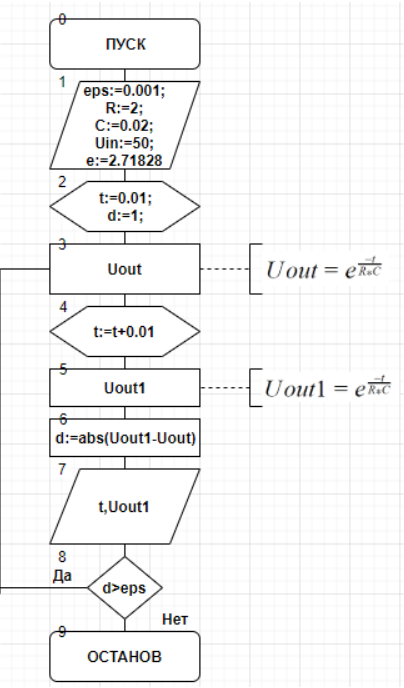 0
ПУСК
1
eps:=0.001;
R:=2;
C:=0.02;
Uin:=50;
e:=2.71828
2
t:=0.01;
d:=1;
3
Uout
Uout = e^(-t/(R*C))
4
t:=t+0.01
5
Uout1
Uout1 = e^(-t/(R*C))
6
d:=abs(Uout1-Uout)
7
t,Uout1
8
Да
d>eps
Нет
9
ОСТАНОВ